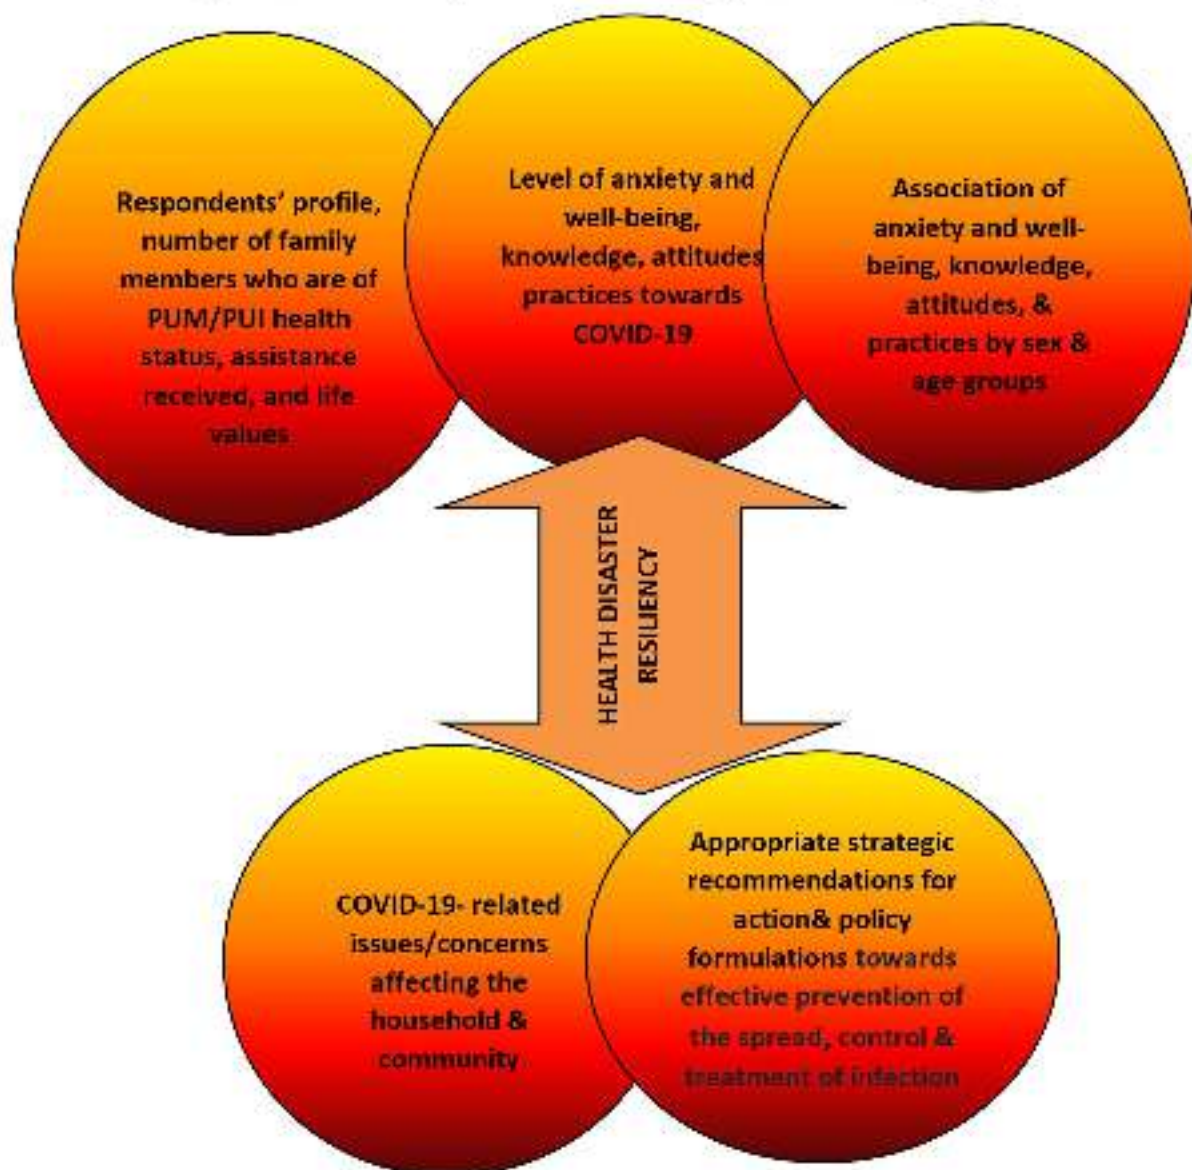 Respondents' profile,
number of family
members who are of
PUM/PUI health
status, assistance
received, and life
values
Level of anxiety and
well-being,
knowledge, attitudes
practices towards
COVID-19
Association of
anxiety and well-
being, knowledge,
attitudes, &
practices by sex &
age groups
HEALTH DISASTER
RESILIENCY
COVID-19- related
issues/concerns
affecting the
household &
community
Appropriate strategic
recommendations for
action& policy
formulations towards
effective prevention of
the spread, control &
treatment of infection